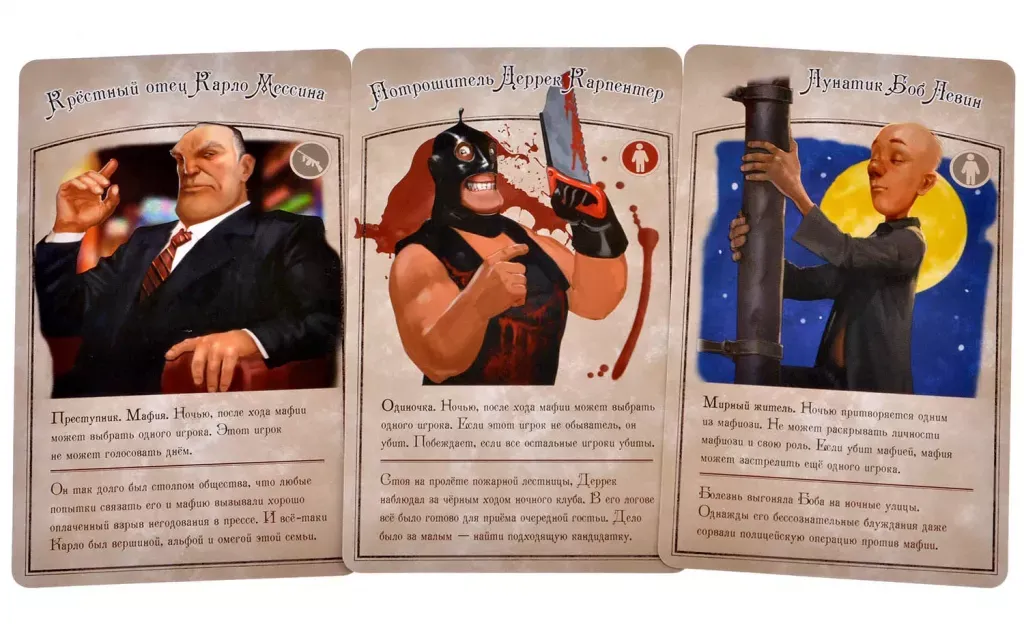 Крёстный отец Карло Мессина
Преступник. Мафия. Ночью, после хода мафии
может выбрать одного игрока. Этот игрок
не может голосовать днём.
Он так долго был столпом общества, что любые
попытки связать его и мафию вызывали хорошо
оплаченный взрыв негодования в прессе. И всё-таки
Карло был вершиной, альфой и омегой этой семьи.
Потрошитель Деррек Карпентер
Одиночка. Ночью, после хода мафии может выбрать
одного игрока. Если этот игрок не обыватель, он
убит. Побеждает, если все остальные игроки убиты.
Стоя на пролёте пожарной лестницы, Деррек
наблюдал за чёрным ходом ночного клуба. В его логове
всё было готово для приёма очередной гостьи. Дело
было за малым — найти подходящую кандидатку.
Лунатик Боб Левин
Мирный житель. Ночью притворяется одним
из мафиози. Не может раскрывать личности
мафиози и свою роль. Если убит мафией, мафия
может застрелить ещё одного игрока.
Болезнь выгоняла Боба на ночные улицы.
Однажды его бессознательные блуждания даже
сорвали полицейскую операцию против мафии.